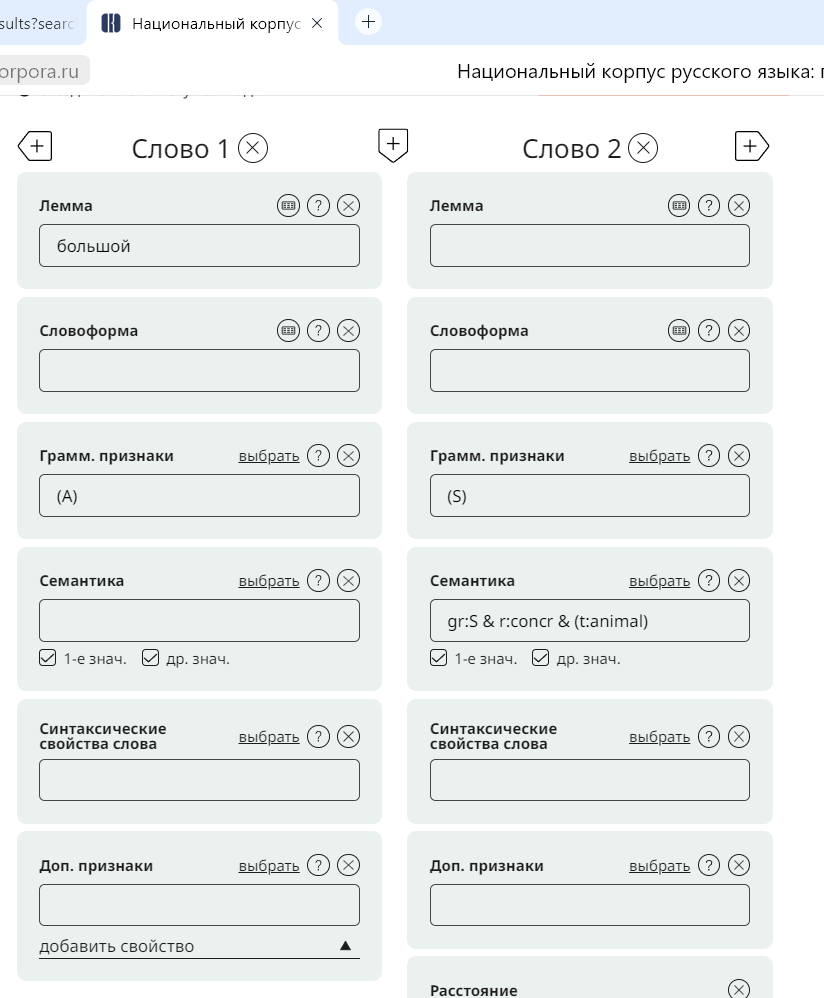 sults?searc
Национальный корпус
orpora.ru
Национальный корпус русского языка:
Слово 1
Слово 2
Лемма
Лемма
большой
Словоформа
Словоформа
Грамм. признаки выбрать ?
Грамм. признаки выбрать ?
(A)
(S)
Семантика выбрать ?
Семантика выбрать ?
gr:S & r:concr & (t:animal)
1-е знач. др. знач.
1-е знач. др. знач.
Синтаксические свойства слова выбрать ?
Синтаксические свойства слова выбрать ?
Доп. признаки выбрать ?
Доп. признаки выбрать ?
добавить свойство
Расстояние